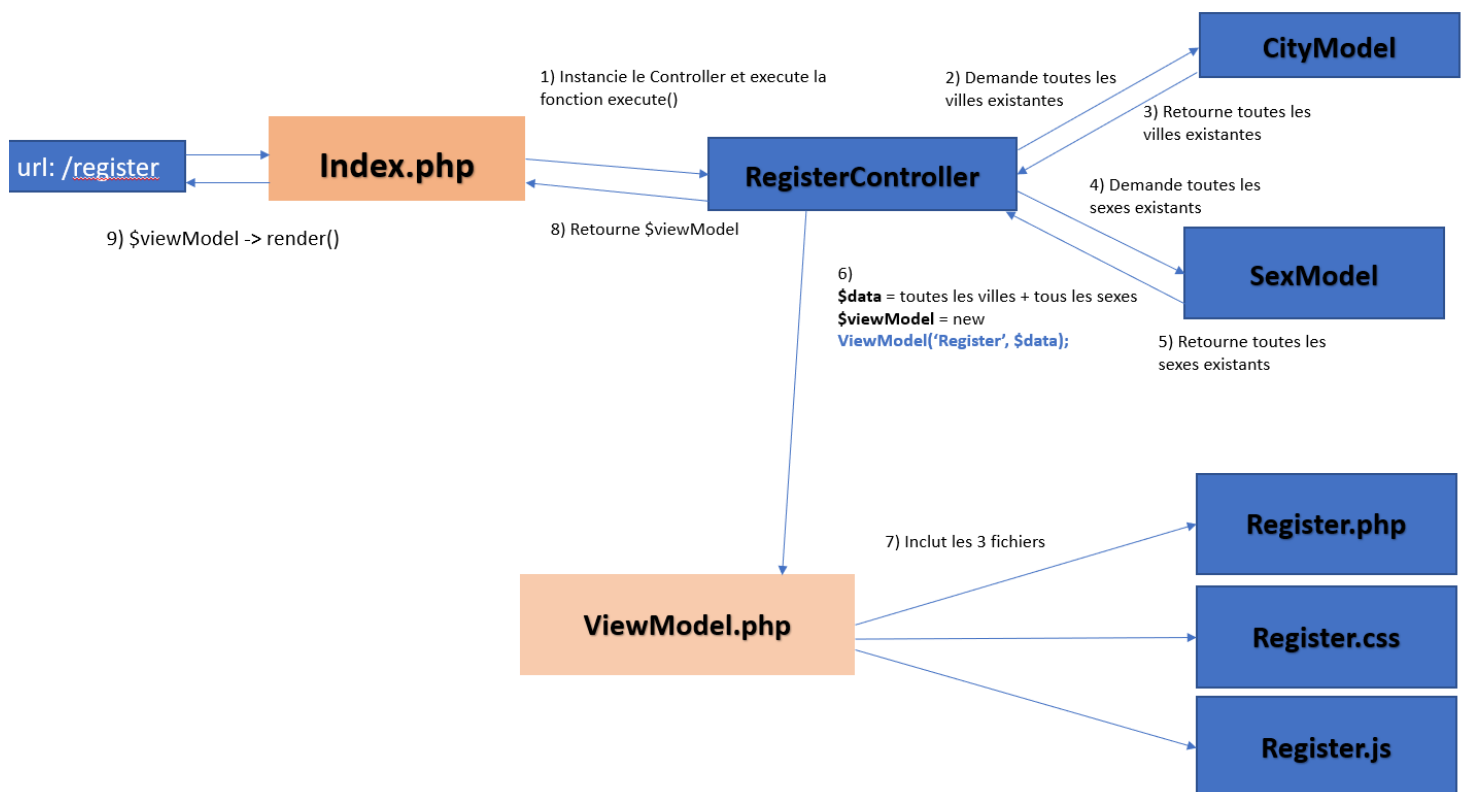 CityModel
1) Instancie le Controller et execute la
fonction execute()
2) Demande toutes les
villes existantes
3) Retourne toutes les
villes existantes
url: /register
Index.php
RegisterController
4) Demande toutes les
sexes existants
9) $viewModel -> render()
8) Retourne $viewModel
SexModel
6)
$data = toutes les villes + tous les sexes
$viewModel = new
ViewModel(‘Register’, $data);
5) Retourne toutes les
sexes existants
7) Inclut les 3 fichiers
Register.php
ViewModel.php
Register.css
Register.js